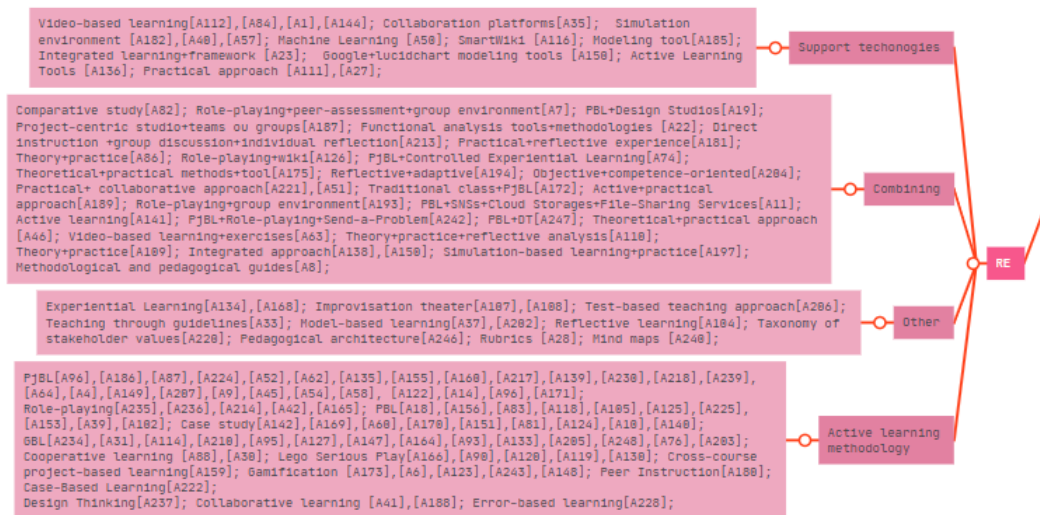 Video-based learning[A112],[A84],[A1],[A144]; Collaboration platforms[A35]; Simulation
environment [A182],[A40],[A57]; Machine Learning [A50]; SmartWiki [A116]; Modeling tool[A185];
Integrated learning+framework [A23]; Google+lucidchart modeling tools [A150]; Active Learning
Tools [A136]; Practical approach [A111],[A27];
Support techonogies
Comparative study[A82]; Role-playing+peer-assessment+group environment[A7]; PBL+Design Studios[A19];
Project-centric studio+teams ou groups[A187]; Functional analysis tools+methodologies [A22]; Direct
instruction +group discussion+individual reflection[A213]; Practical+reflective experience[A181];
Theory+practice[A86]; Role-playing+wiki[A126]; PjBL+Controlled Experiential Learning[A74];
Theoretical+practical methods+tool[A175]; Reflective+adaptive[A194]; Objective+competence-oriented[A204];
Practical+ collaborative approach[A221],[A51]; Traditional class+PjBL[A172]; Active+practical
approach[A189]; Role-playing+group environment[A193]; PBL+SNSs+Cloud Storages+File-Sharing Services[A11];
Active learning[A141]; PjBL+Role-playing+Send-a-Problem[A242]; PBL+DT[A247]; Theoretical+practical approach
[A46]; Video-based learning+exercises[A63]; Theory+practice+reflective analysis[A110];
Theory+practice[A109]; Integrated approach[A138],[A150]; Simulation-based learning+practice[A197];
Methodological and pedagogical guides[A8];
Combining
RE
Experiential Learning[A134],[A168]; Improvisation theater[A107],[A108]; Test-based teaching approach[A206];
Teaching through guidelines[A33]; Model-based learning[A37],[A202]; Reflective learning[A104]; Taxonomy of
stakeholder values[A220]; Pedagogical architecture[A246]; Rubrics [A28]; Mind maps [A240];
Other
PjBL[A96],[A186],[A87],[A224],[A52],[A62],[A135],[A155],[A160],[A217],[A139],[A230],[A218],[A239],
[A64],[A4],[A149],[A207],[A9],[A45],[A54],[A58], [A122],[A14],[A96],[A171];
Role-playing[A235],[A236],[A214],[A42],[A165]; PBL[A18],[A156],[A83],[A118],[A105],[A125],[A225],
[A153],[A39],[A102]; Case study[A142],[A169],[A60],[A170],[A151],[A81],[A124],[A10],[A140];
GBL[A234],[A31],[A114],[A210],[A95],[A127],[A147],[A164],[A93],[A133],[A205],[A248],[A76],[A203];
Cooperative learning [A88],[A30]; Lego Serious Play[A166],[A90],[A120],[A119],[A130]; Cross-course
project-based learning[A159]; Gamification [A173],[A6],[A123],[A243],[A148]; Peer Instruction[A180];
Case-Based Learning[A222];
Design Thinking[A237]; Collaborative learning [A41],[A188]; Error-based learning[A228];
Active learning
methodology